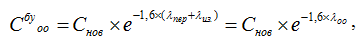 C^{бу}_{оо} = C_{нов} × e^{-1,6×(λ_{пер}+λ_{из})} = C_{нов} × e^{-1,6×λ_{оо}},